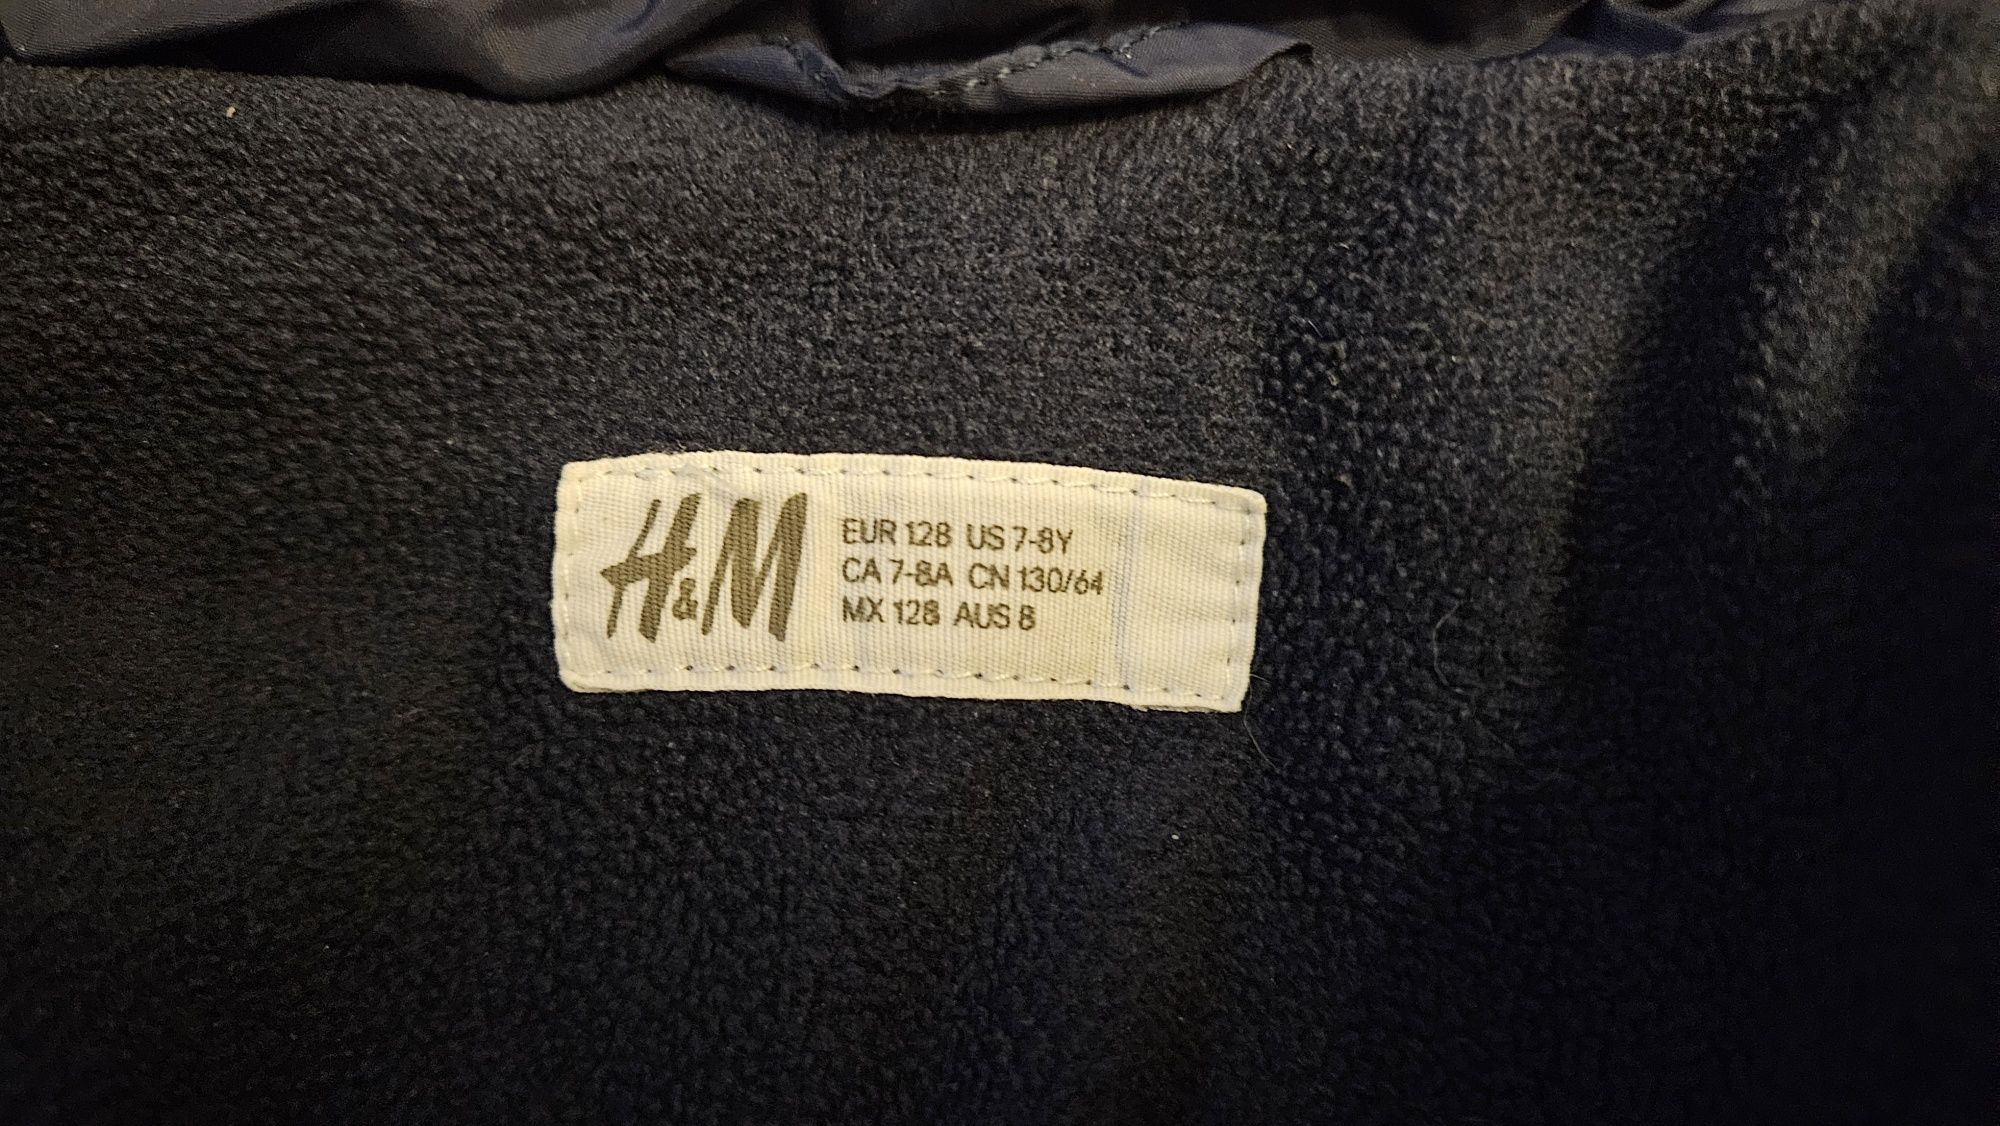 H&M
EUR 128 US 7-8Y
CA 7-8A CN 130/64
MX 128 AUS 8